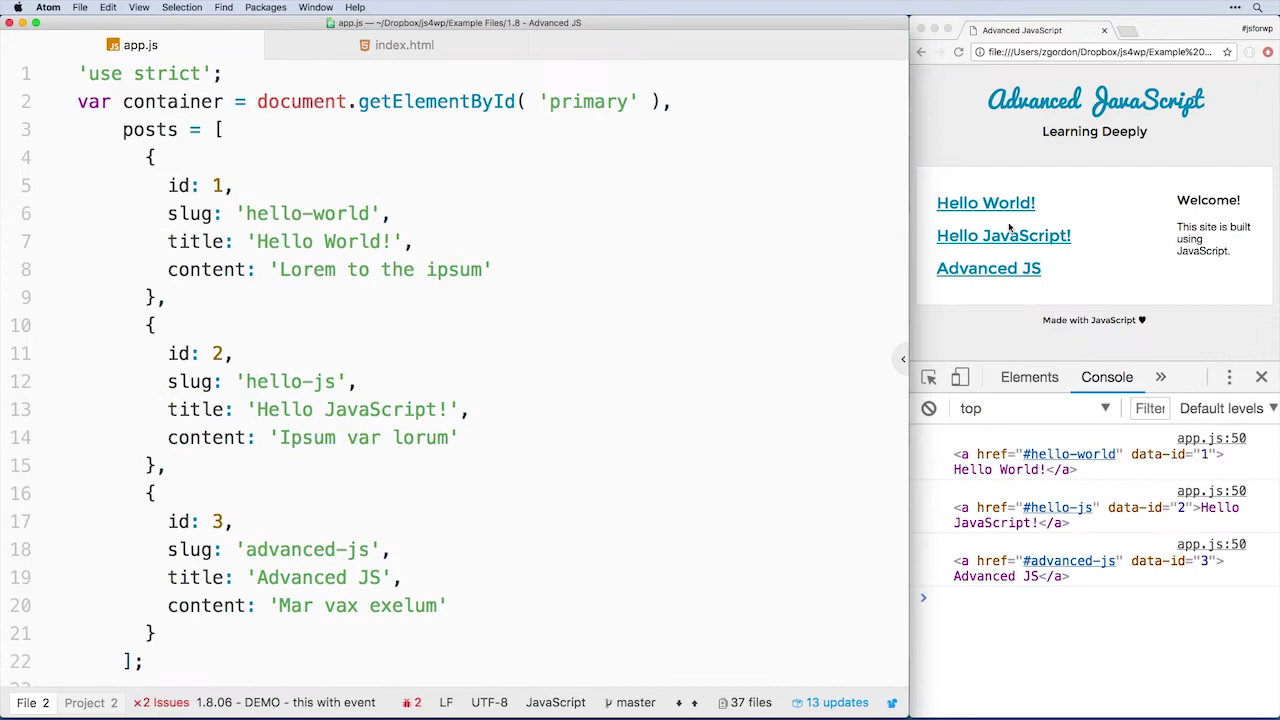 Atom File Edit View Selection Find Packages Window Help
app.js — ~/Dropbox/js4wp/Example Files/1.8 - Advanced JS
app.js
index.html
1 'use strict';
2 var container = document.getElementById( 'primary' ),
3 posts = [
4 {
5 id: 1,
6 slug: 'hello-world',
7 title: 'Hello World!',
8 content: 'Lorem to the ipsum'
9 },
10 {
11 id: 2,
12 slug: 'hello-js',
13 title: 'Hello JavaScript!',
14 content: 'Ipsum var lorum'
15 },
16 {
17 id: 3,
18 slug: 'advanced-js',
19 title: 'Advanced JS',
20 content: 'Mar vax exelum'
21 }
22 ];
File 2 Project 2 2 Issues 1.8.06 - DEMO - this with event 2 LF UTF-8 JavaScript master 37 files 13 updates
Advanced JavaScript
#jsforwp
file:///Users/zgordon/Dropbox/js4wp/Example%20...
Advanced JavaScript
Learning Deeply
Hello World!
Hello JavaScript!
Advanced JS
Welcome!
This site is built
using
JavaScript.
Made with JavaScript ♥
Elements Console »
top Filter Default levels
app.js:50
<a href="#hello-world" data-id="1">
Hello World!</a>
app.js:50
<a href="#hello-js" data-id="2">Hello
JavaScript!</a>
app.js:50
<a href="#advanced-js" data-id="3">
Advanced JS</a>